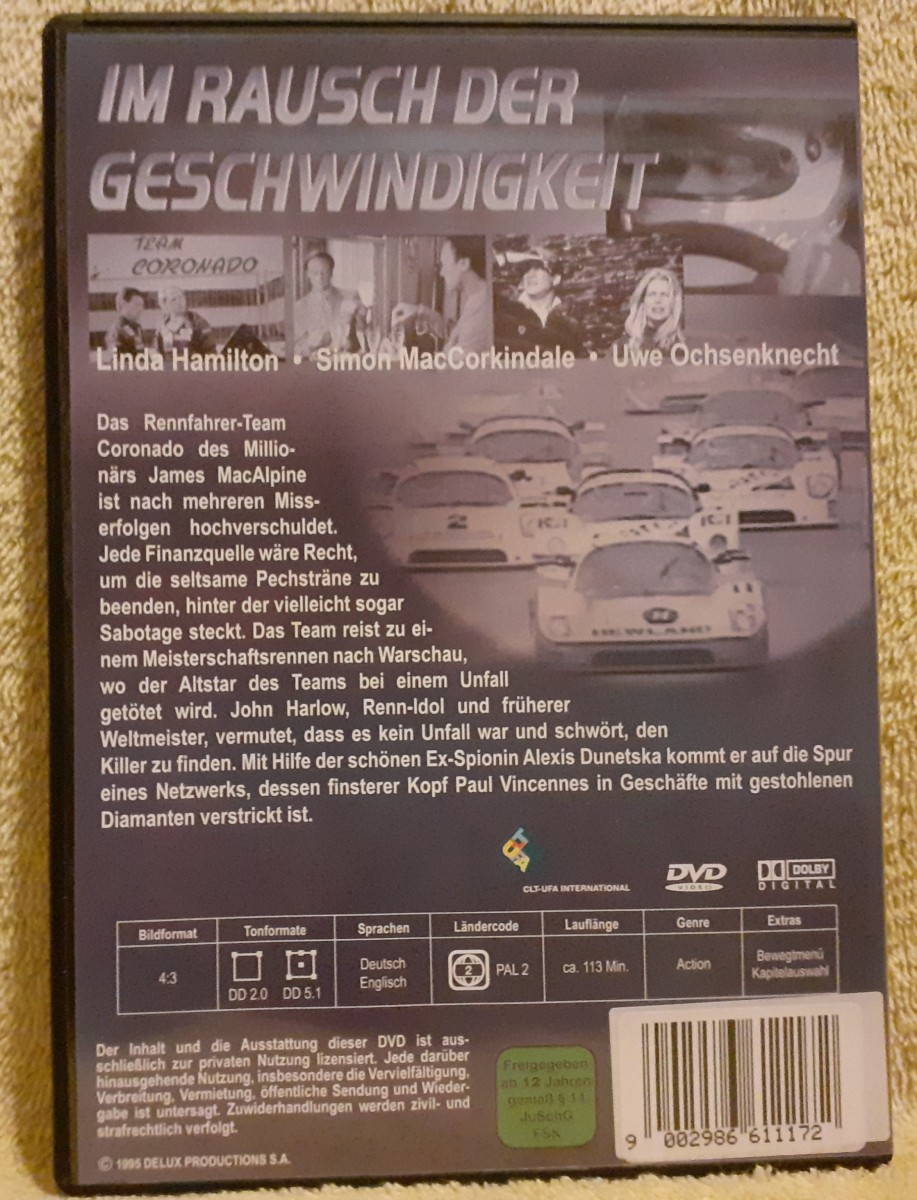 IM RAUSCH DER
GESCHWINDIGKEIT
TEAM
CORONADO
Linda Hamilton • Simon MacCorkindale • Uwe Ochsenknecht
Das Rennfahrer-Team
Coronado des Millio-
närs James MacAlpine
ist nach mehreren Miss-
erfolgen hochverschuldet.
Jede Finanzquelle wäre Recht,
um die seltsame Pechsträne zu
beenden, hinter der vielleicht sogar
Sabotage steckt. Das Team reist zu ei-
nem Meisterschaftsrennen nach Warschau,
wo der Altstar des Teams bei einem Unfall
getötet wird. John Harlow, Renn-Idol und früherer
Weltmeister, vermutet, dass es kein Unfall war und schwört, den
Killer zu finden. Mit Hilfe der schönen Ex-Spionin Alexis Dunetska kommt er auf die Spur
eines Netzwerks, dessen finsterer Kopf Paul Vincennes in Geschäfte mit gestohlenen
Diamanten verstrickt ist.
2
UFA
CLT-UFA INTERNATIONAL
DVD
VIDEO
DOLBY
DIGITAL
Bildformat Tonformate Sprachen Ländercode Lauflänge Genre Extras
4:3 DD 2.0 DD 5.1 Deutsch Englisch 2 PAL 2 ca. 113 Min. Action Bewegtmenü Kapitelauswahl
Der Inhalt und die Ausstattung dieser DVD ist aus-
schließlich zur privaten Nutzung lizensiert. Jede darüber
hinausgehende Nutzung, insbesondere die Vervielfältigung,
Verbreitung, Vermietung, öffentliche Sendung und Wieder-
gabe ist untersagt. Zuwiderhandlungen werden zivil- und
strafrechtlich verfolgt.
© 1995 DELUX PRODUCTIONS S.A.
Freigegeben
ab 12 Jahren
gemäß § 14
JuSchG
FSK
9 002986 611172